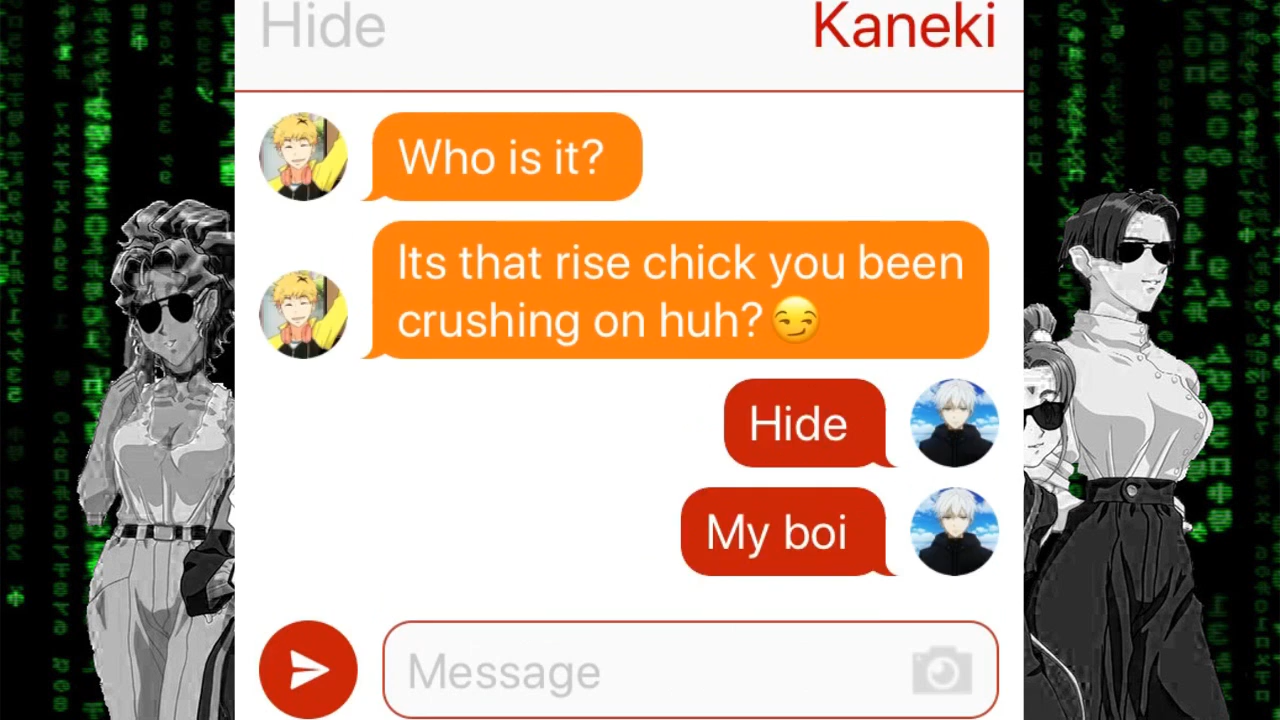 Hide
Kaneki
Who is it?
Its that rise chick you been
crushing on huh?😏
Hide
My boi
Message